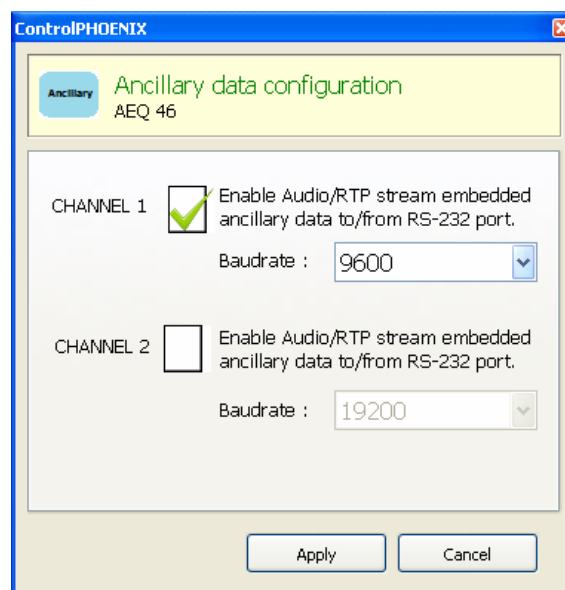 ControlPHOENIX
Ancillary
Ancillary data configuration
AEQ 46
CHANNEL 1
Enable Audio/RTP stream embedded
ancillary data to/from RS-232 port.
Baudrate :
9600
CHANNEL 2
Enable Audio/RTP stream embedded
ancillary data to/from RS-232 port.
Baudrate :
19200
Apply
Cancel